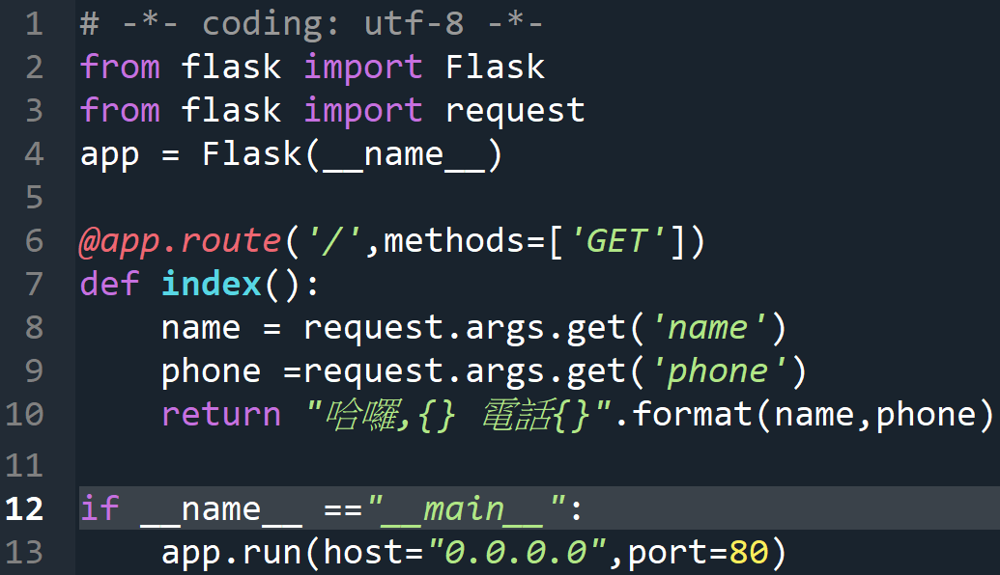 1 # -*- coding: utf-8 -*-
2 from flask import Flask
3 from flask import request
4 app = Flask(__name__)
5
6 @app.route('/',methods=['GET'])
7 def index():
8     name = request.args.get('name')
9     phone =request.args.get('phone')
10     return "哈囉,{} 電話{}".format(name,phone)
11
12 if __name__ =="__main__":
13     app.run(host="0.0.0.0",port=80)